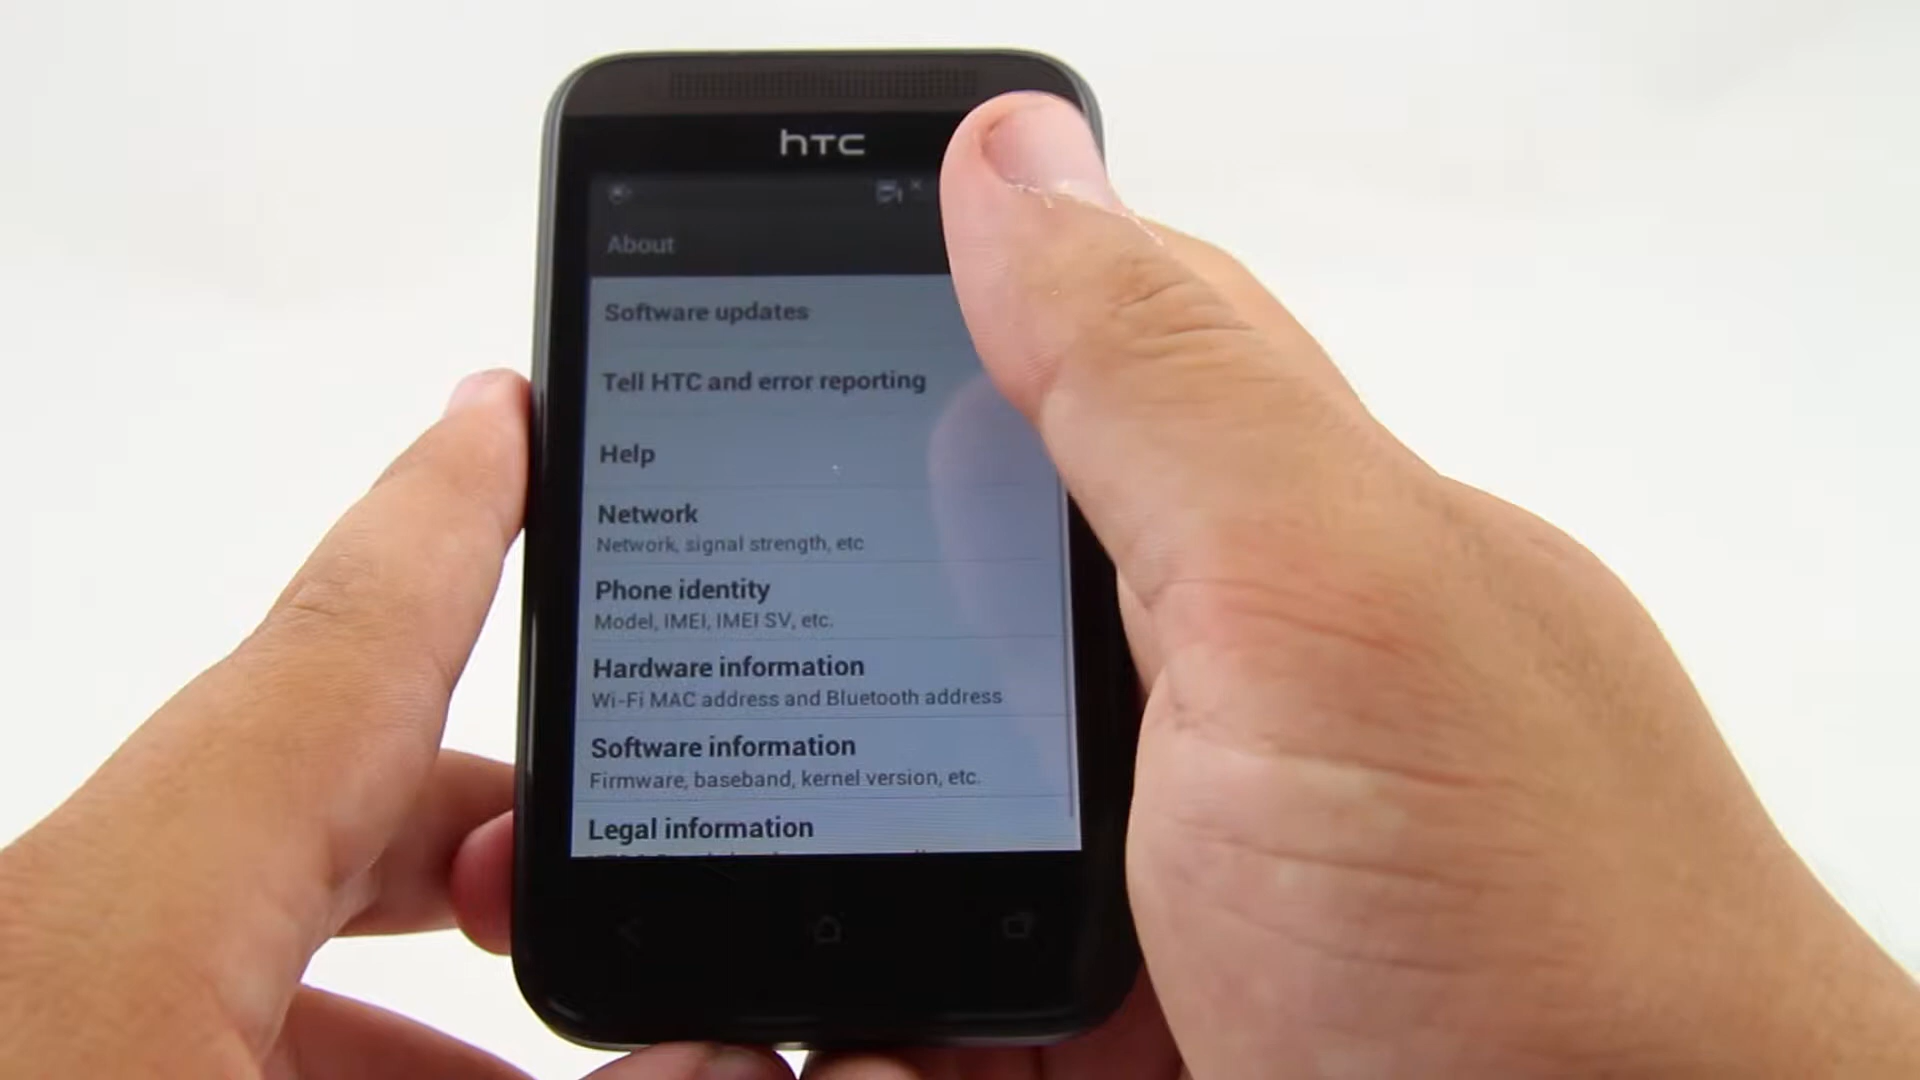 hTC
About
Software updates
Tell HTC and error reporting
Help
Network
Network, signal strength, etc
Phone identity
Model, IMEI, IMEI SV, etc.
Hardware information
Wi-Fi MAC address and Bluetooth address
Software information
Firmware, baseband, kernel version, etc.
Legal information